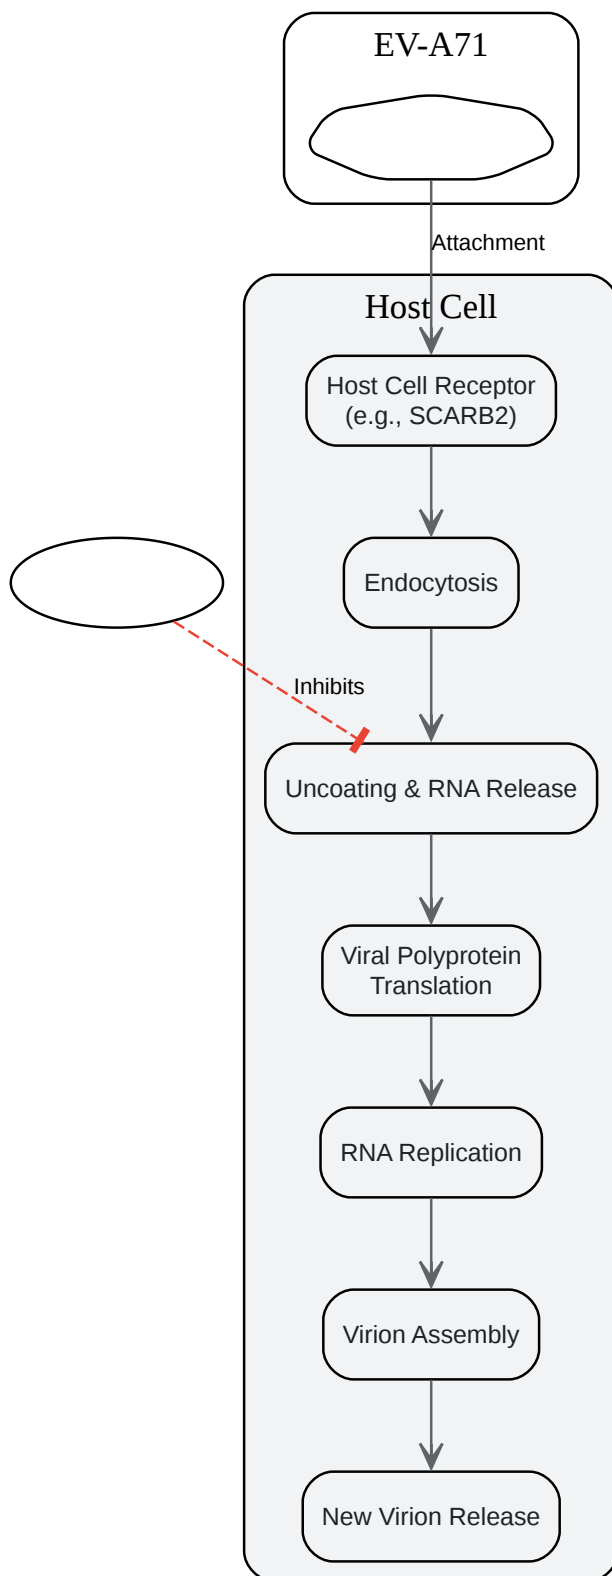 EV-A71
Attachment
Host Cell
Host Cell Receptor
(e.g., SCARB2)
Endocytosis
Inhibits
Uncoating & RNA Release
Viral Polyprotein
Translation
RNA Replication
Virion Assembly
New Virion Release